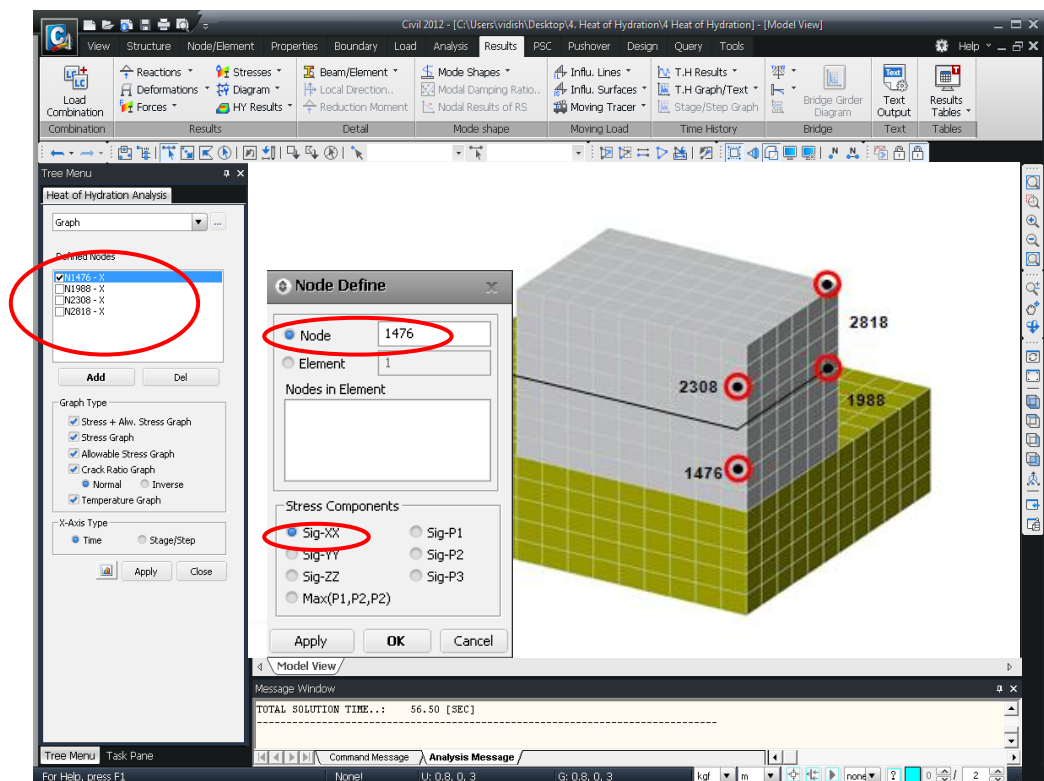 Civil 2012 - [C:\Users\vidish\Desktop\4. Heat of Hydration\4 Heat of Hydration] - [Model View]
View Structure Node/Element Properties Boundary Load Analysis Results PSC Pushover Design Query Tools Help
Load Combination
Reactions Stresses Beam/Element Mode Shapes Influ. Lines T.H Results
Deformations Diagram Local Direction.. Modal Damping Ratio.. Influ. Surfaces T.H Graph/Text
Forces HY Results Reduction Moment Nodal Results of RS Moving Tracer Stage/Step Graph
Bridge Girder Diagram
Text Output
Results Tables
Combination Results Detail Mode shape Moving Load Time History Bridge Text Tables
Tree Menu
Heat of Hydration Analysis
Graph ...
Defined Nodes
N1476 - X
N1988 - X
N2308 - X
N2818 - X
Add Del
Graph Type
Stress + Alw. Stress Graph
Stress Graph
Allowable Stress Graph
Crack Ratio Graph
Normal Inverse
Temperature Graph
X-Axis Type
Time Stage/Step
Apply Close
Node Define
Node 1476
Element 1
Nodes in Element
Stress Components
Sig-XX Sig-P1
Sig-YY Sig-P2
Sig-ZZ Sig-P3
Max(P1,P2,P2)
Apply OK Cancel
2818
2308
1988
1476
Model View
Message Window
TOTAL SOLUTION TIME..: 56.50 [SEC]
Command Message Analysis Message
Tree Menu Task Pane
For Help, press F1 None! U: 0.8, 0, 3 G: 0.8, 0, 3 kgf m none ? 0 / 2